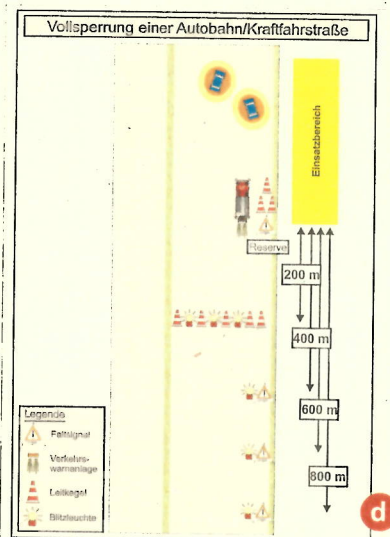 Vollsperrung einer Autobahn/Kraftfahrstraße
Einsatzbereich
Reserve
200 m
400 m
600 m
800 m
Legende
Faltsignal
Verkehrs-
warnanlage
Leitkegel
Blitzleuchte
d